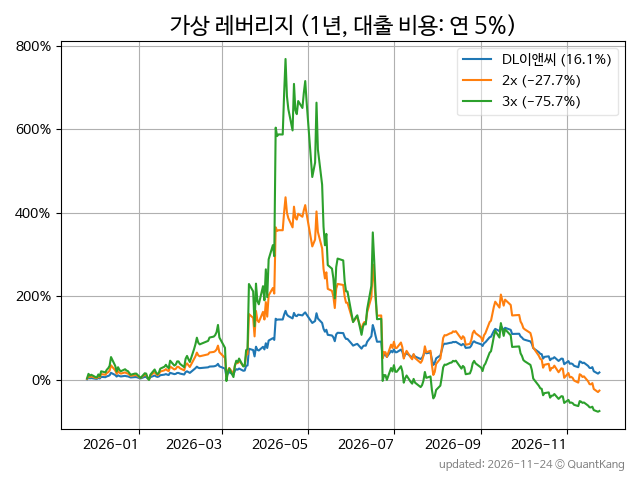 가상 레버리지 (1년, 대출 비용: 연 5%)
800%
600%
400%
200%
0%
DL이앤씨 (16.1%)
2x (−27.7%)
3x (−75.7%)
2026-01
2026-03
2026-05
2026-07
2026-09
2026-11
updated: 2026-11-24 © QuantKang